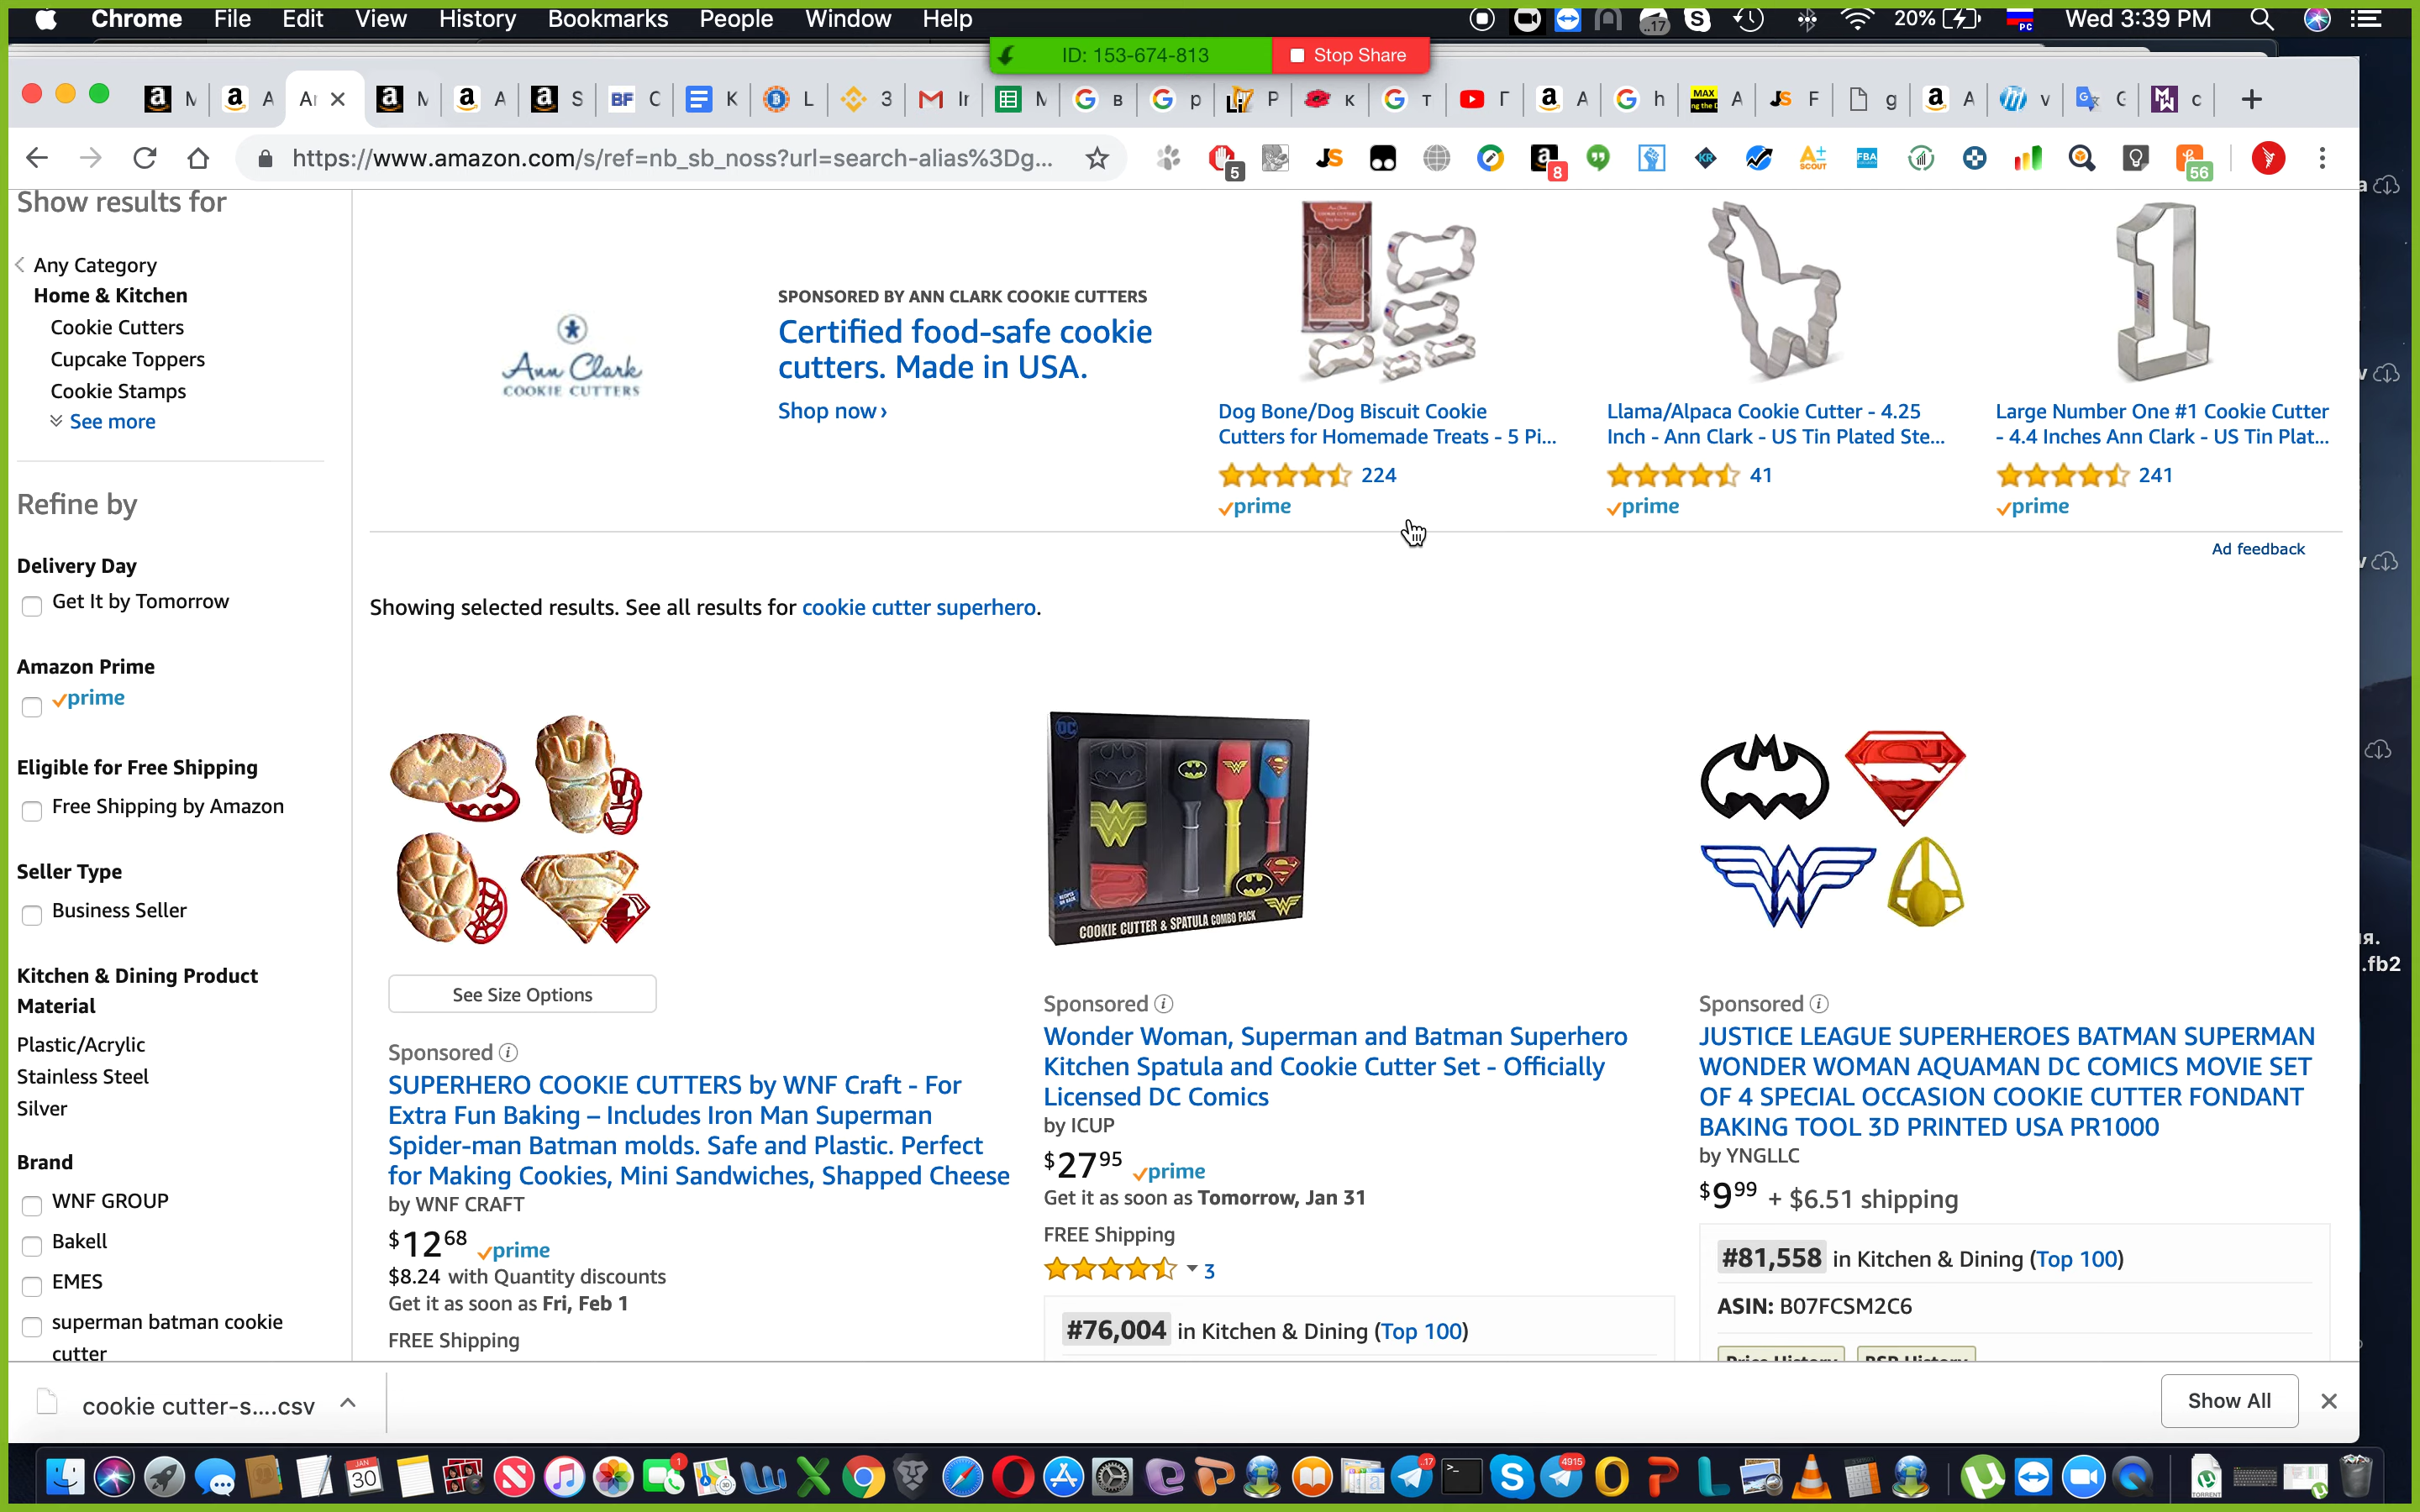 Chrome File Edit View History Bookmarks People Window Help
20% РС Wed 3:39 PM
ID: 153-674-813 Stop Share
https://www.amazon.com/s/ref=nb_sb_noss?url=search-alias%3Dg...
Show results for
Any Category
Home & Kitchen
Cookie Cutters
Cupcake Toppers
Cookie Stamps
See more
Refine by
Delivery Day
Get It by Tomorrow
Amazon Prime
prime
Eligible for Free Shipping
Free Shipping by Amazon
Seller Type
Business Seller
Kitchen & Dining Product
Material
Plastic/Acrylic
Stainless Steel
Silver
Brand
WNF GROUP
Bakell
EMES
superman batman cookie
cutter
Ann Clark
COOKIE CUTTERS
SPONSORED BY ANN CLARK COOKIE CUTTERS
Certified food-safe cookie
cutters. Made in USA.
Shop now ›
Dog Bone/Dog Biscuit Cookie
Cutters for Homemade Treats - 5 Pi...
224
prime
Llama/Alpaca Cookie Cutter - 4.25
Inch - Ann Clark - US Tin Plated Ste...
41
prime
Large Number One #1 Cookie Cutter
- 4.4 Inches Ann Clark - US Tin Plat...
241
prime
Ad feedback
Showing selected results. See all results for cookie cutter superhero.
See Size Options
Sponsored
SUPERHERO COOKIE CUTTERS by WNF Craft - For
Extra Fun Baking – Includes Iron Man Superman
Spider-man Batman molds. Safe and Plastic. Perfect
for Making Cookies, Mini Sandwiches, Shapped Cheese
by WNF CRAFT
$12.68 prime
$8.24 with Quantity discounts
Get it as soon as Fri, Feb 1
FREE Shipping
COOKIE CUTTER & SPATULA COMBO PACK
Sponsored
Wonder Woman, Superman and Batman Superhero
Kitchen Spatula and Cookie Cutter Set - Officially
Licensed DC Comics
by ICUP
$27 95 prime
Get it as soon as Tomorrow, Jan 31
FREE Shipping
3
#76,004 in Kitchen & Dining (Top 100)
Sponsored
JUSTICE LEAGUE SUPERHEROES BATMAN SUPERMAN
WONDER WOMAN AQUAMAN DC COMICS MOVIE SET
OF 4 SPECIAL OCCASION COOKIE CUTTER FONDANT
BAKING TOOL 3D PRINTED USA PR1000
by YNGLLC
$9 99 + $6.51 shipping
#81,558 in Kitchen & Dining (Top 100)
ASIN: B07FCSM2C6
Price History BSR History
.fb2
cookie cutter-s....csv
Show All